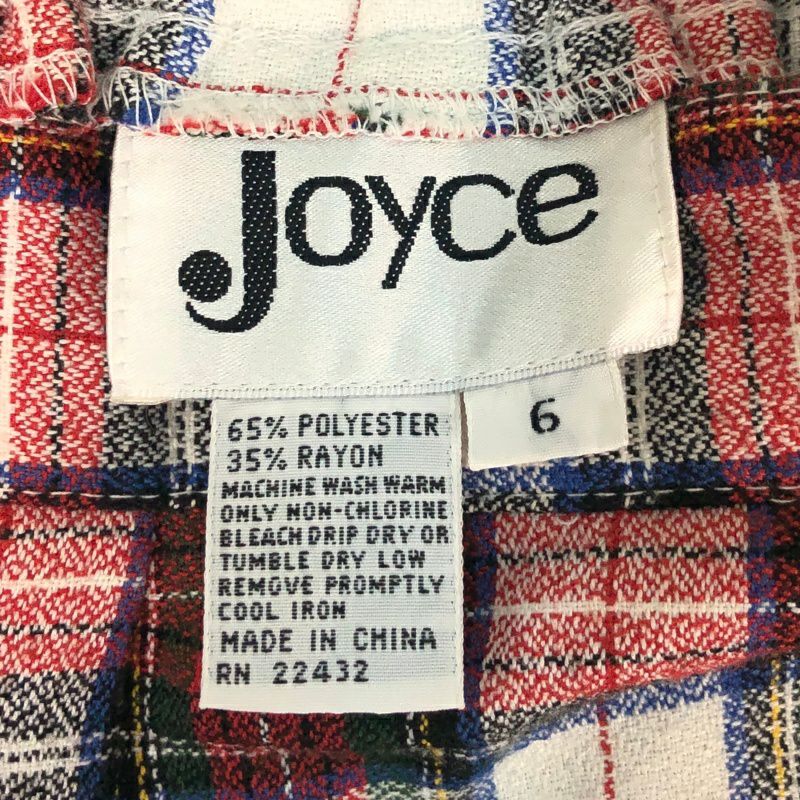 Joyce
6
65% POLYESTER
35% RAYON
MACHINE WASH WARM
ONLY NON-CHLORINE
BLEACH DRIP DRY OR
TUMBLE DRY LOW
REMOVE PROMPTLY
COOL IRON
MADE IN CHINA
RN 22432